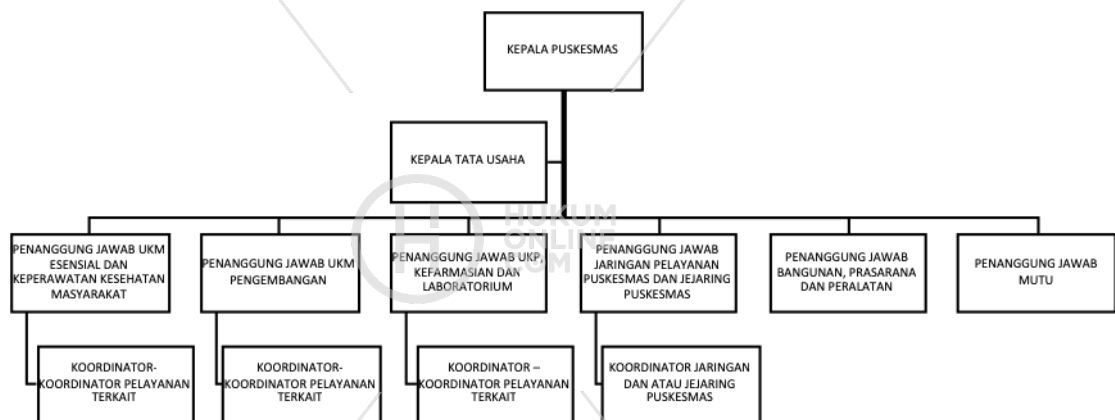 KEPALA PUSKESMAS
KEPALA TATA USAHA
HUKUM
ONLINE
.COM
PENANGGUNG JAWAB UKM
ESENSIAL DAN
KEPERAWATAN KESEHATAN
MASYARAKAT
PENANGGUNG JAWAB UKM
PENGEMBANGAN
PENANGGUNG JAWAB UKP,
KEFARMASIAN DAN
LABORATORIUM
PENANGGUNG JAWAB
JARINGAN PELAYANAN
PUSKESMAS DAN JEJARING
PUSKESMAS
PENANGGUNG JAWAB
BANGUNAN, PRASARANA
DAN PERALATAN
PENANGGUNG JAWAB
MUTU
KOORDINATOR-
KOORDINATOR PELAYANAN
TERKAIT
KOORDINATOR-
KOORDINATOR PELAYANAN
TERKAIT
KOORDINATOR –
KOORDINATOR PELAYANAN
TERKAIT
KOORDINATOR JARINGAN
DAN ATAU JEJARING
PUSKESMAS